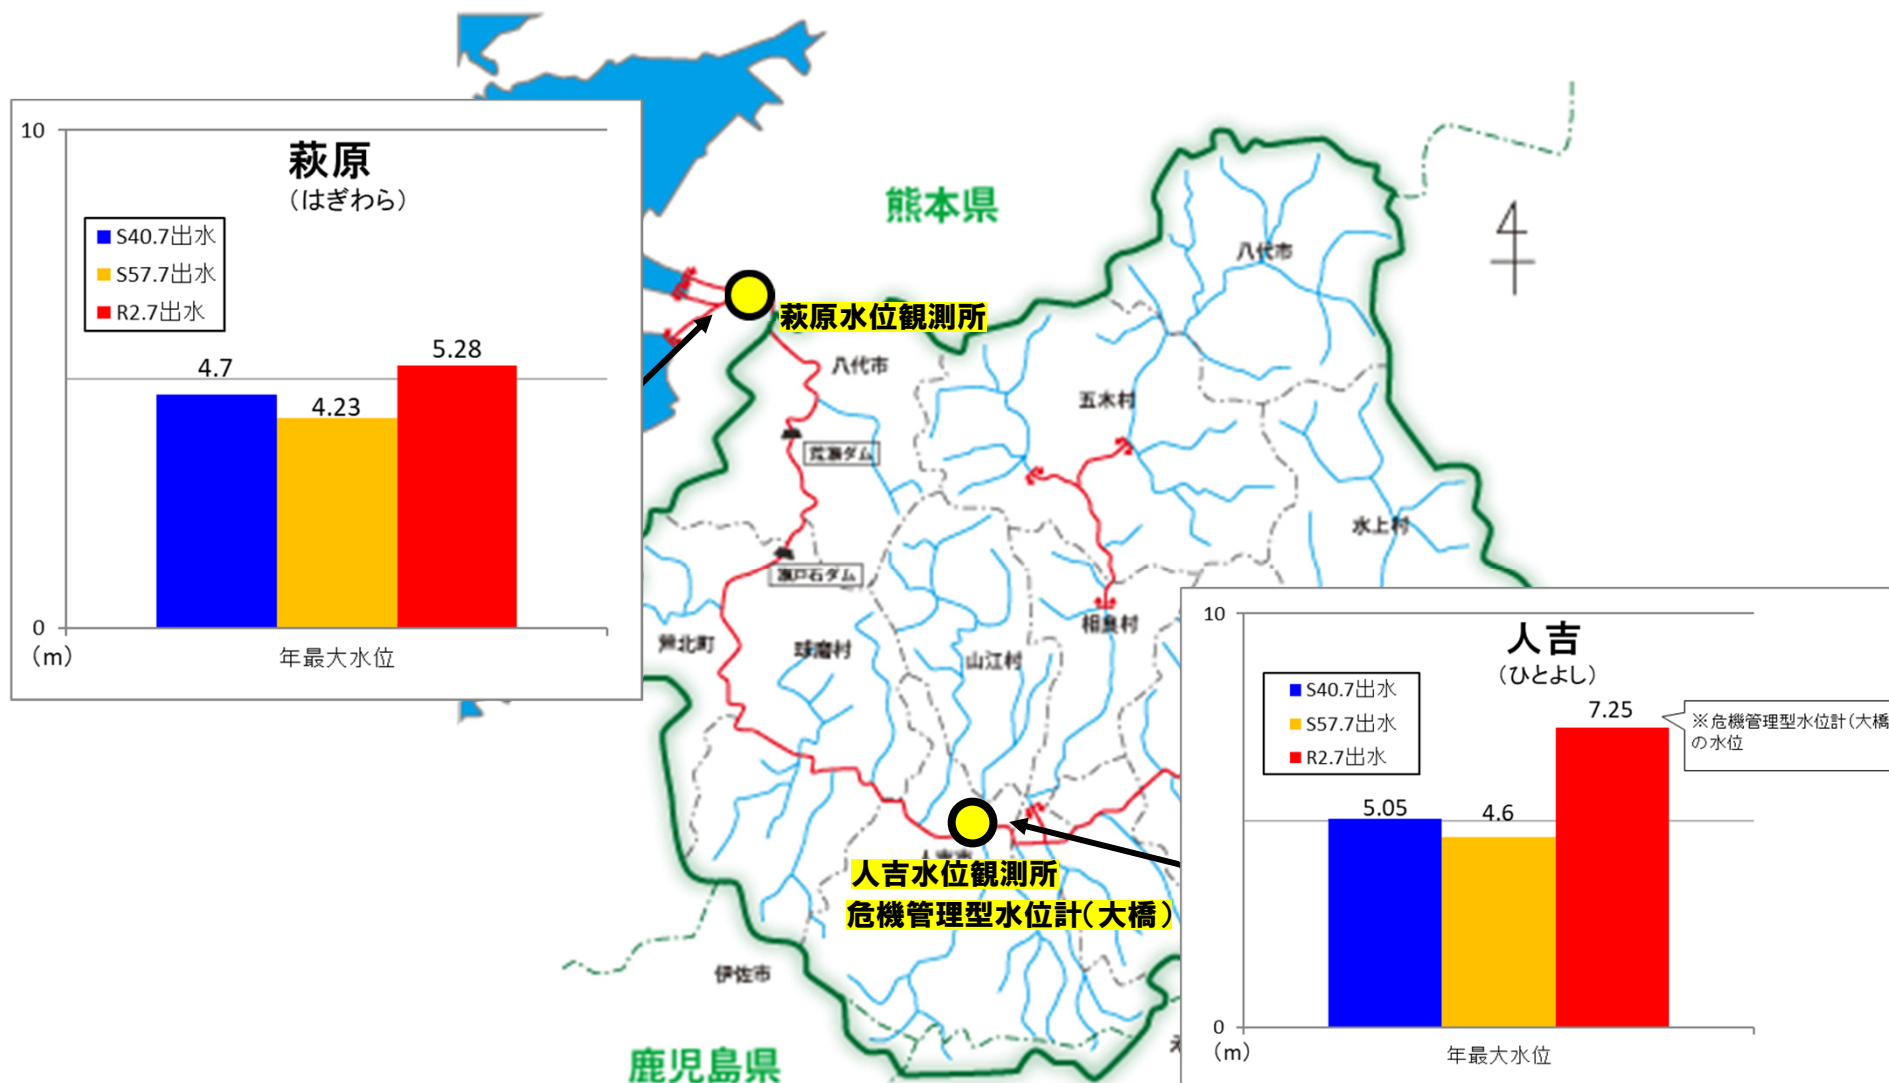 10
萩原
（はぎわら）
S40.7出水
S57.7出水
R2.7出水
4.7
4.23
5.28
0
（m）
年最大水位
熊本県
八代市
萩原水位観測所
八代市
五木村
荒瀬ダム
水上村
瀬戸石ダム
相良村
芦北町
球磨村
山江村
人吉水位観測所
危機管理型水位計（大橋）
伊佐市
鹿児島県
10
人吉
（ひとよし）
S40.7出水
S57.7出水
R2.7出水
7.25
※危機管理型水位計（大橋
の水位
5.05
4.6
0
（m）
年最大水位